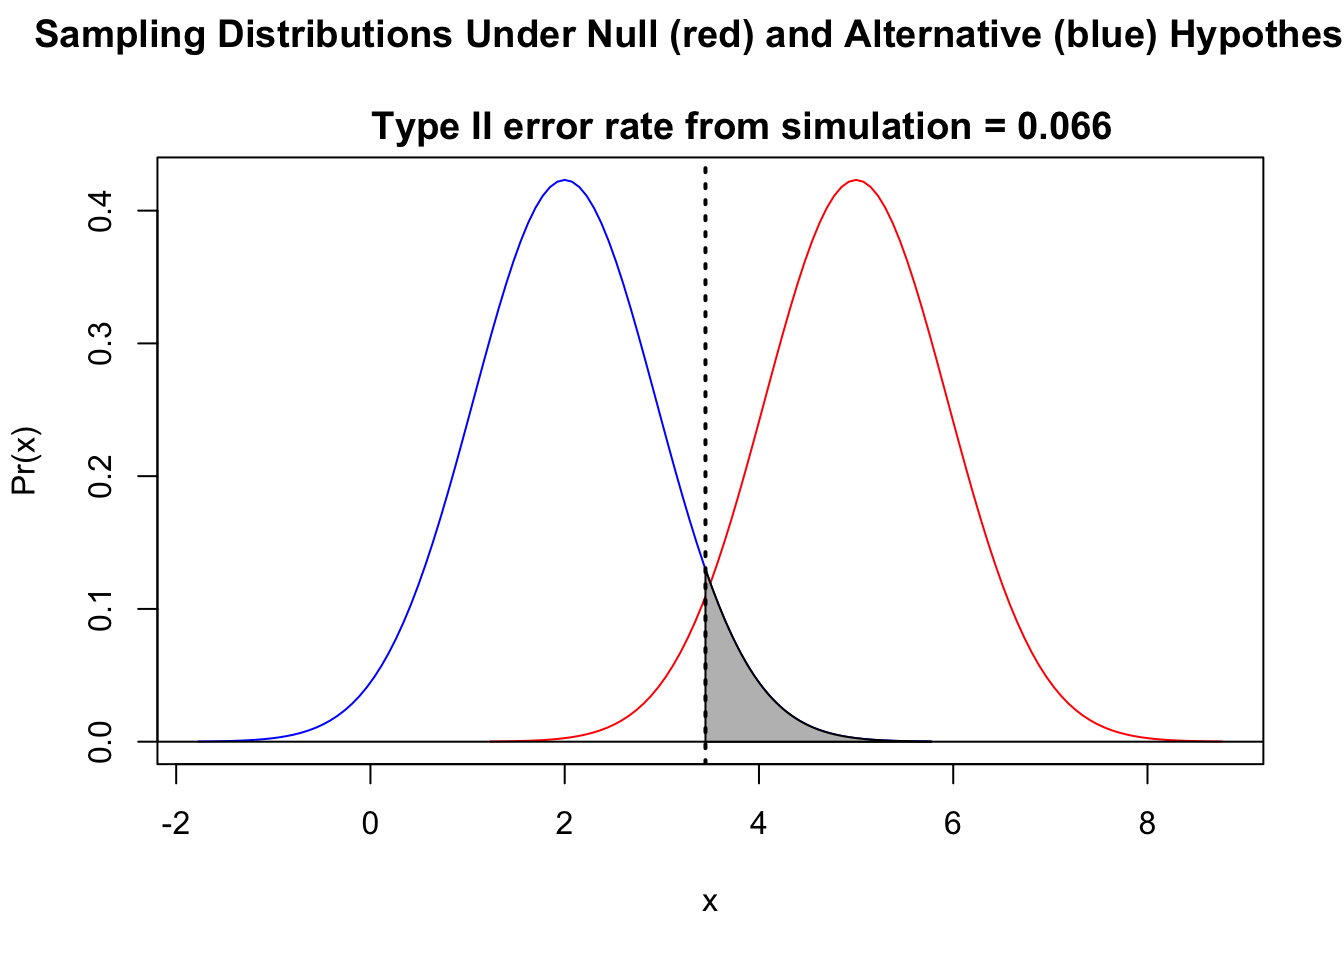 Sampling Distributions Under Null (red) and Alternative (blue) Hypothes
Type II error rate from simulation = 0.066
Pr(x)
0.4
0.3
0.2
0.1
0.0
-2 0 2 4 6 8
x